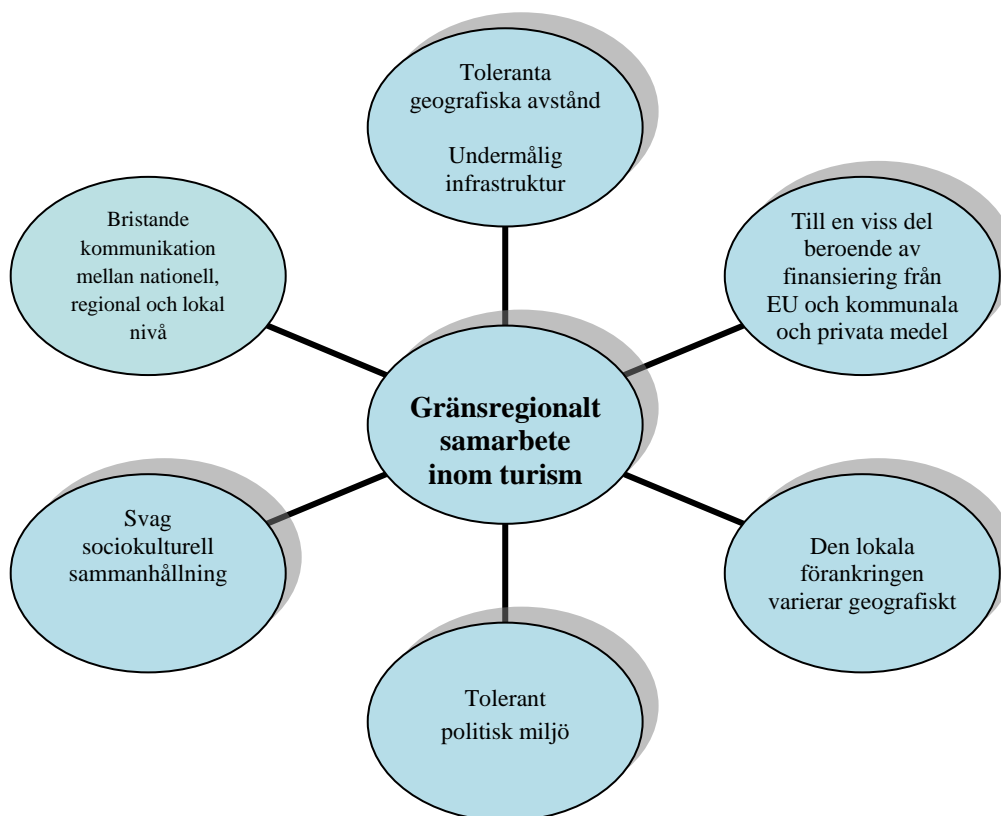 Toleranta
geografiska avstånd
Undermålig
infrastruktur
Bristande
kommunikation
mellan nationell,
regional och lokal
nivå
Till en viss del
beroende av
finansiering från
EU och kommunala
och privata medel
Gränsregionalt
samarbete
inom turism
Svag
sociokulturell
sammanhållning
Den lokala
förankringen
varierar geografiskt
Tolerant
politisk miljö